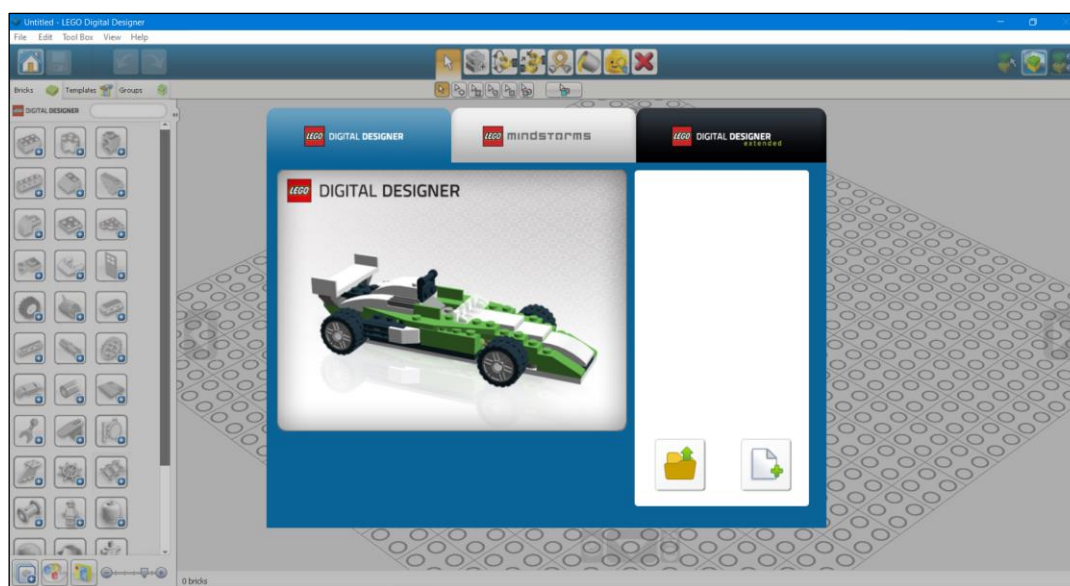 Untitled - LEGO Digital Designer
File Edit Tool Box View Help
Bricks Templates Groups
LEGO DIGITAL DESIGNER
LEGO DIGITAL DESIGNER
LEGO mindstorms
LEGO DIGITAL DESIGNER extended
LEGO DIGITAL DESIGNER
0 bricks